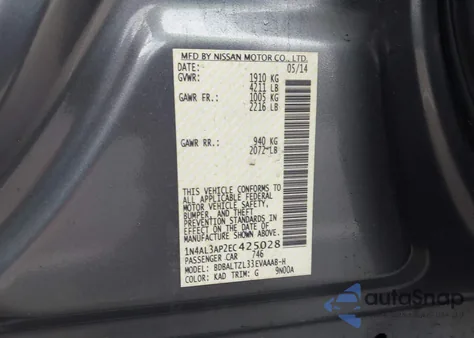 MFD BY NISSAN MOTOR CO., LTD.
DATE: 05/14
GVWR: 1910 KG
4211 LB
GAWR FR.: 1005 KG
2216 LB
GAWR RR.: 940 KG
2072 LB
THIS VEHICLE CONFORMS TO
ALL APPLICABLE FEDERAL
MOTOR VEHICLE SAFETY,
BUMPER, AND THEFT
PREVENTION STANDARDS IN
EFFECT ON THE DATE OF
MANUFACTURE SHOWN ABOVE.
1N4AL3AP2EC425028
PASSENGER CAR 746
MODEL: BDBALTZL33EVAAAB-H
COLOR: KAD TRIM: G 9N00A
autoSnap